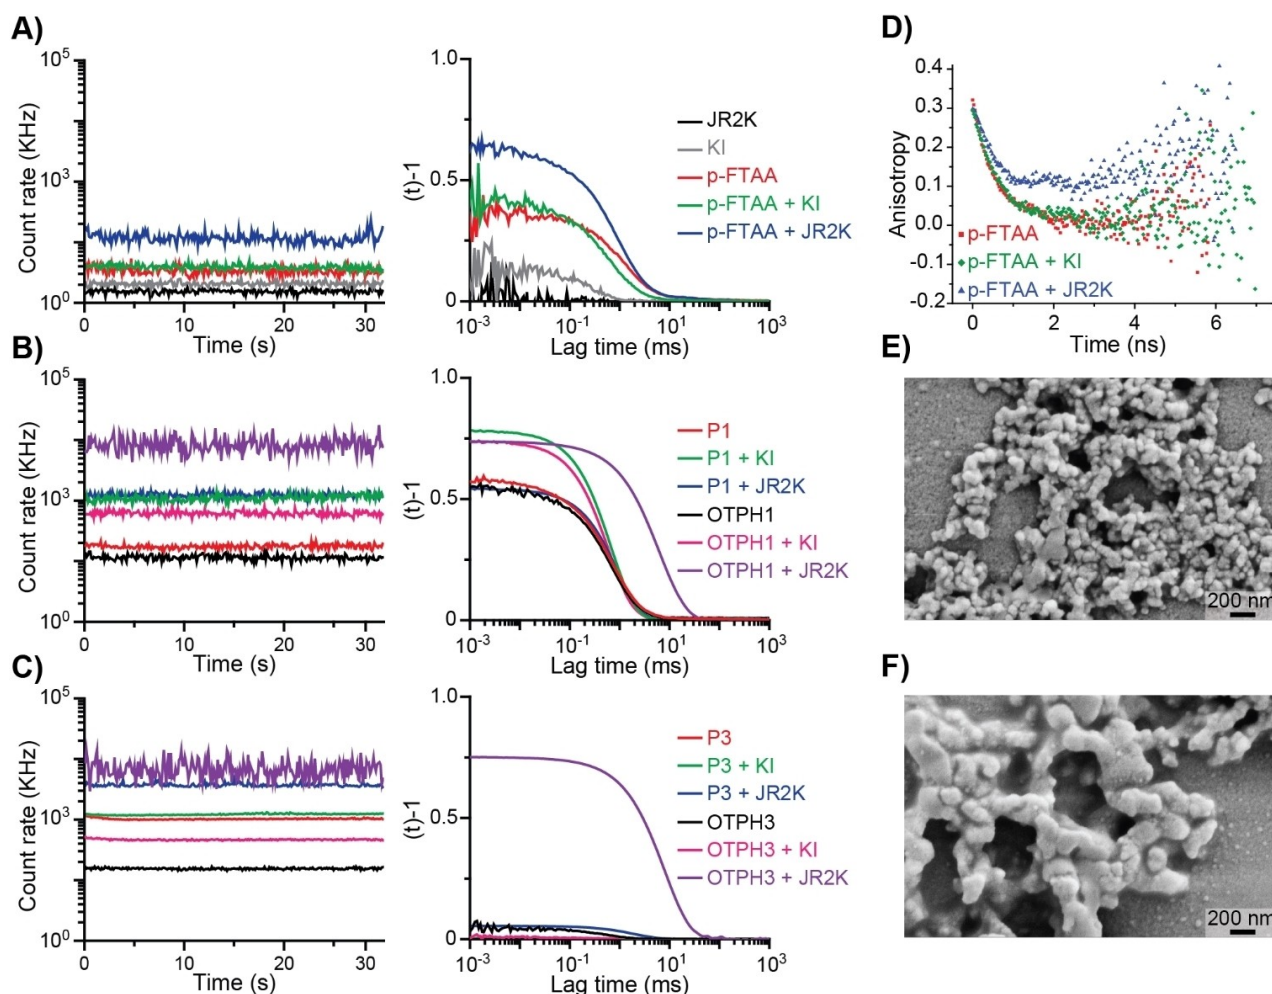 A)
10^5
10^3
10^0
Count rate (KHz)
0 10 20 30
Time (s)
1.0
0.5
0
(t)-1
10^-3 10^-1 10^1 10^3
Lag time (ms)
JR2K
KI
p-FTAA
p-FTAA + KI
p-FTAA + JR2K
D)
0.4
0.3
0.2
0.1
0.0
-0.1
-0.2
Anisotropy
p-FTAA
p-FTAA + KI
p-FTAA + JR2K
0 2 4 6
Time (ns)
B)
10^5
10^3
10^0
Count rate (KHz)
0 10 20 30
Time (s)
1.0
0.5
0
(t)-1
10^-3 10^-1 10^1 10^3
Lag time (ms)
P1
P1 + KI
P1 + JR2K
OTPH1
OTPH1 + KI
OTPH1 + JR2K
E)
200 nm
C)
10^5
10^3
10^0
Count rate (KHz)
0 10 20 30
Time (s)
1.0
0.5
0
(t)-1
10^-3 10^-1 10^1 10^3
Lag time (ms)
P3
P3 + KI
P3 + JR2K
OTPH3
OTPH3 + KI
OTPH3 + JR2K
F)
200 nm